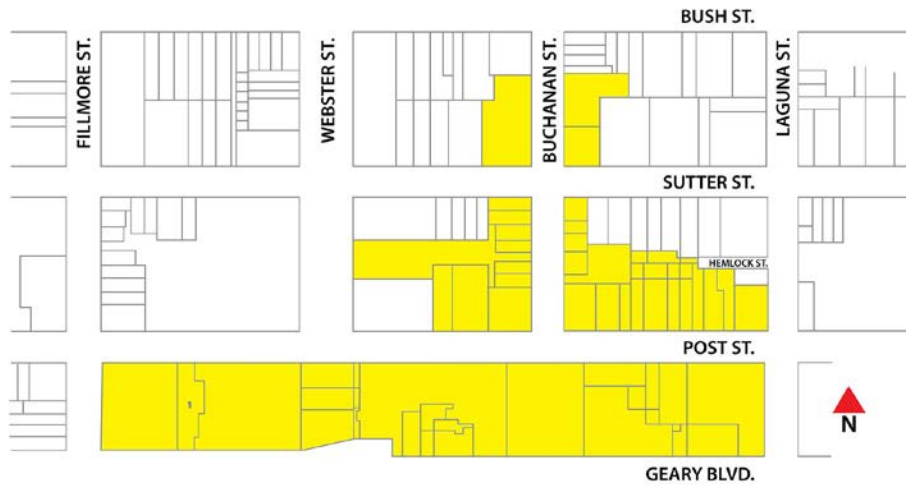 BUSH ST.
FILLMORE ST.
WEBSTER ST.
BUCHANAN ST.
LAGUNA ST.
SUTTER ST.
HEMLOCK ST.
POST ST.
N
GEARY BLVD.